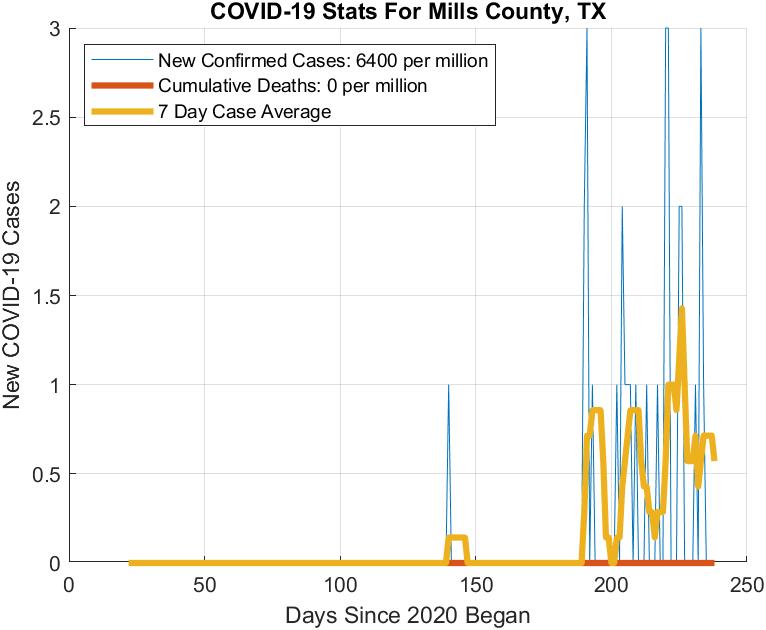 COVID-19 Stats For Mills County, TX
New Confirmed Cases: 6400 per million
Cumulative Deaths: 0 per million
7 Day Case Average
New COVID-19 Cases
3
2.5
2
1.5
1
0.5
0
0 50 100 150 200 250
Days Since 2020 Began